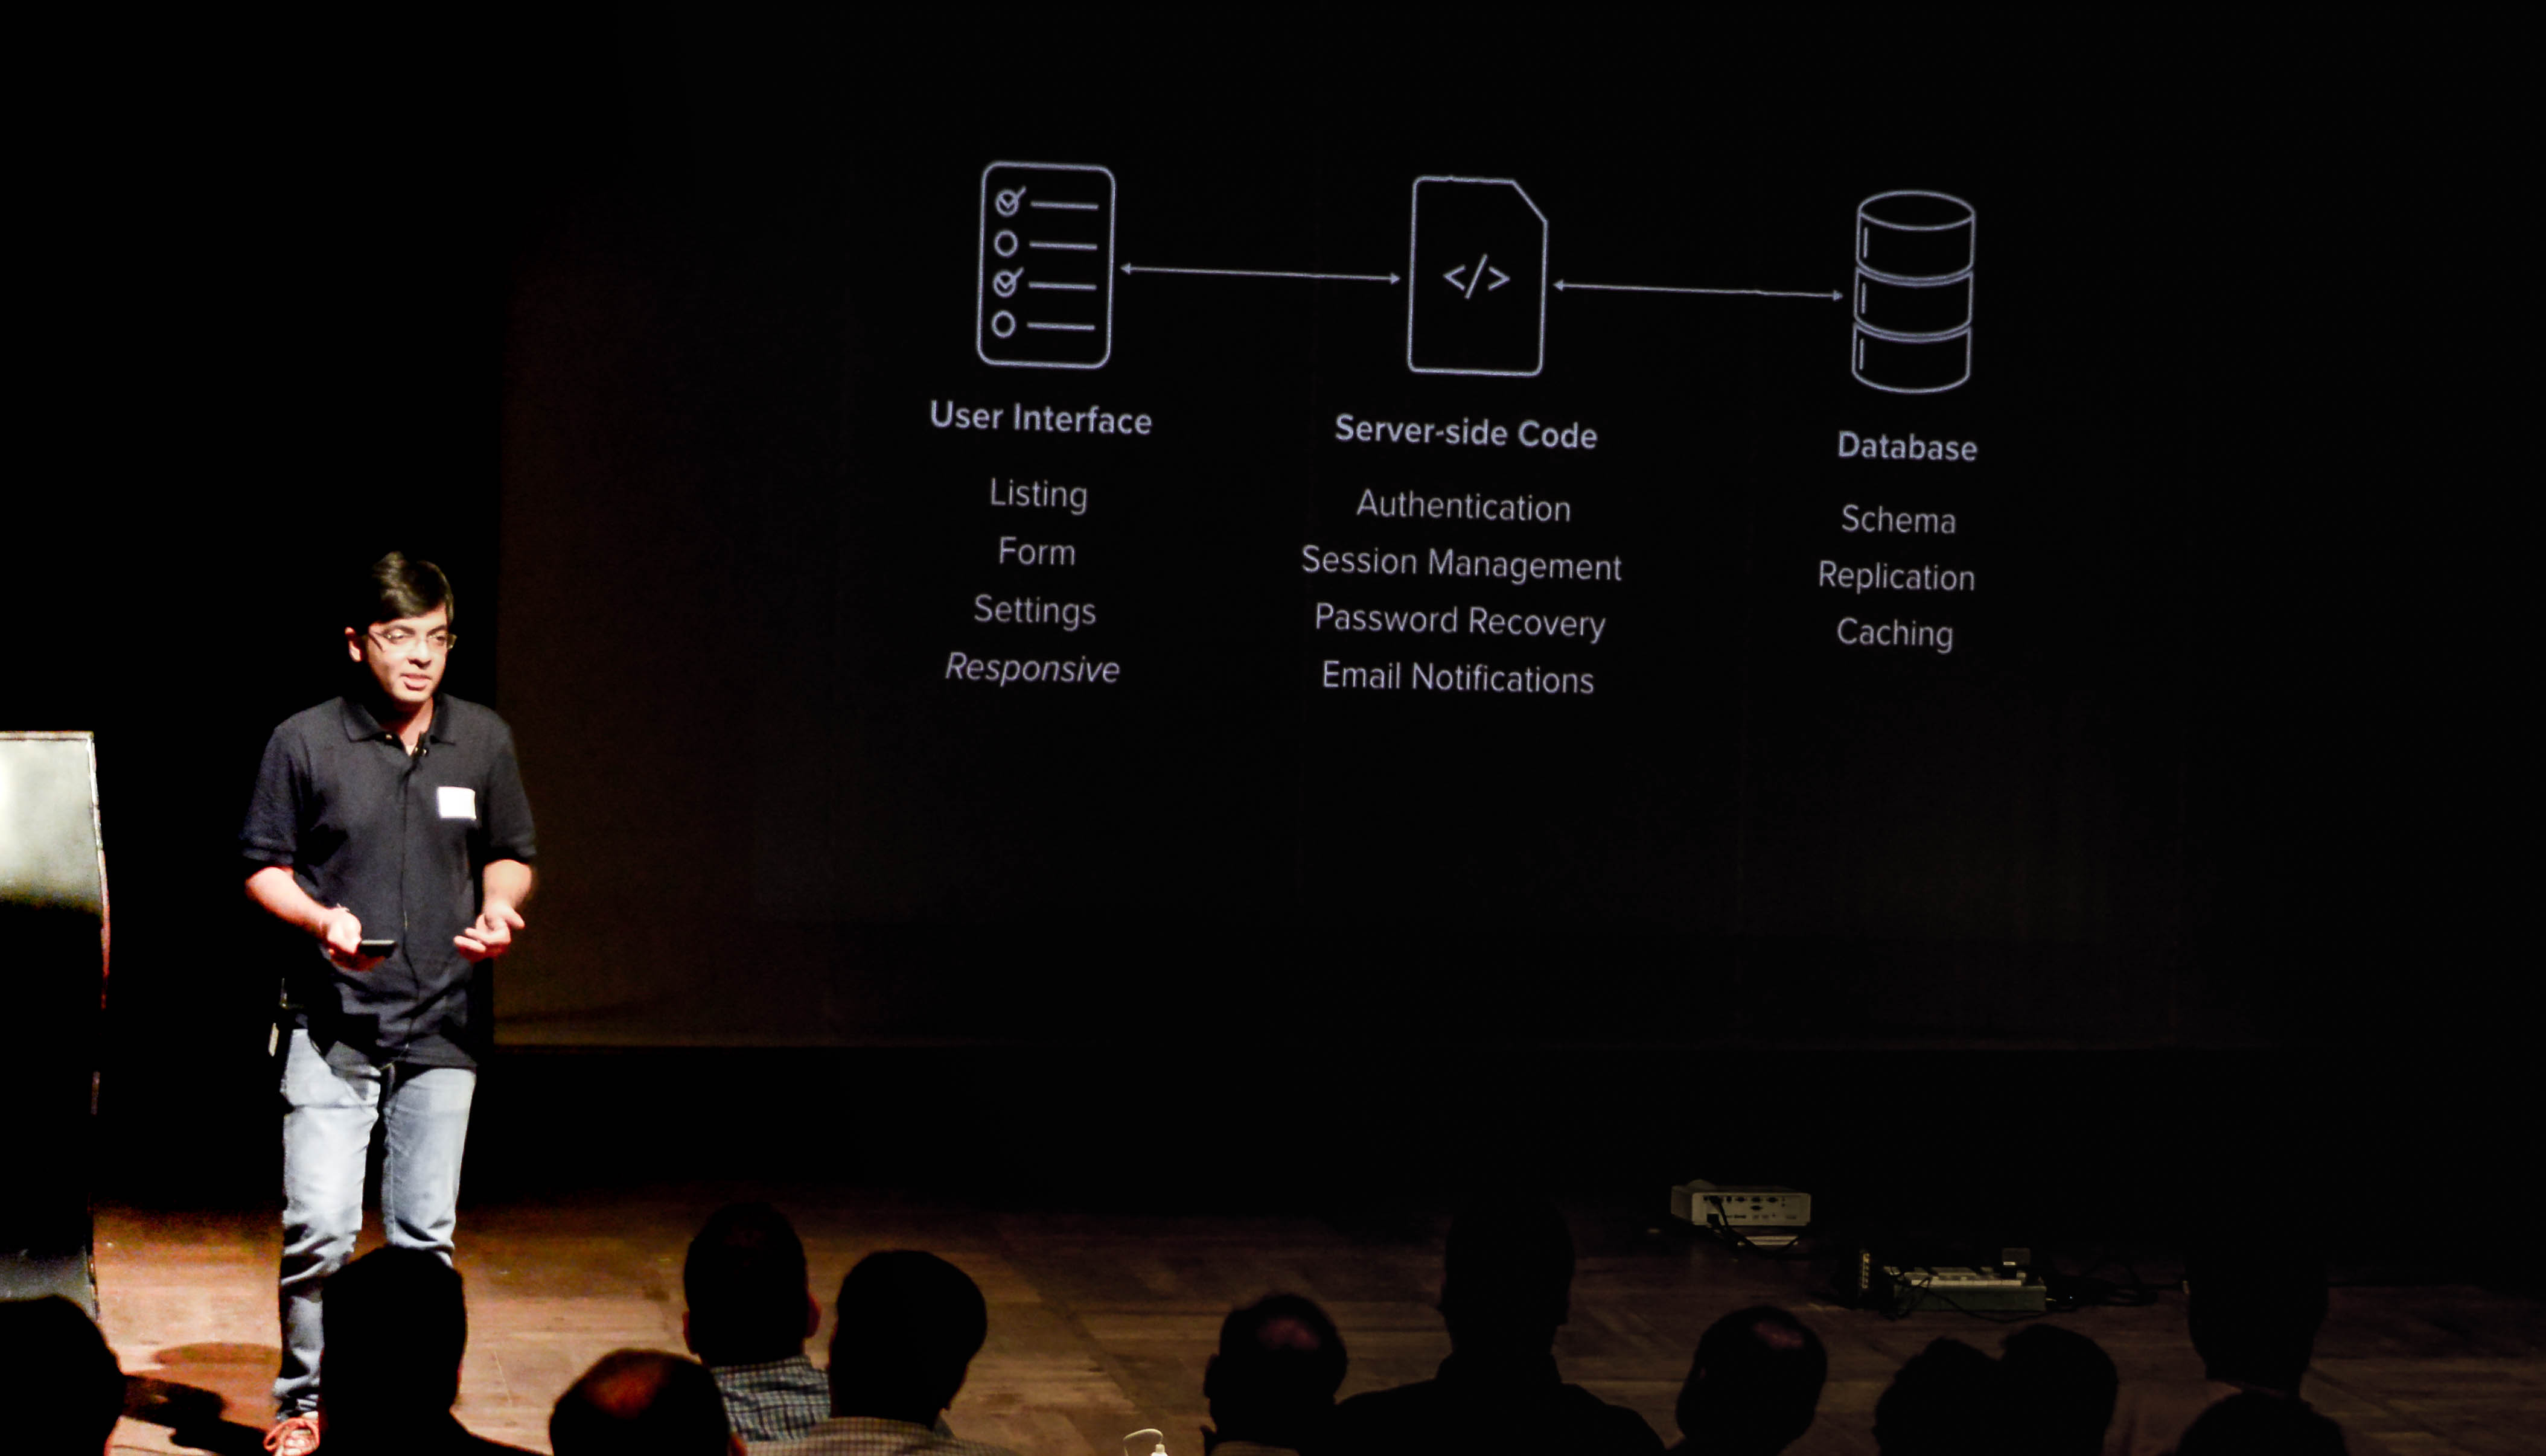 </>
User Interface
Listing
Form
Settings
Responsive
Server-side Code
Authentication
Session Management
Password Recovery
Email Notifications
Database
Schema
Replication
Caching